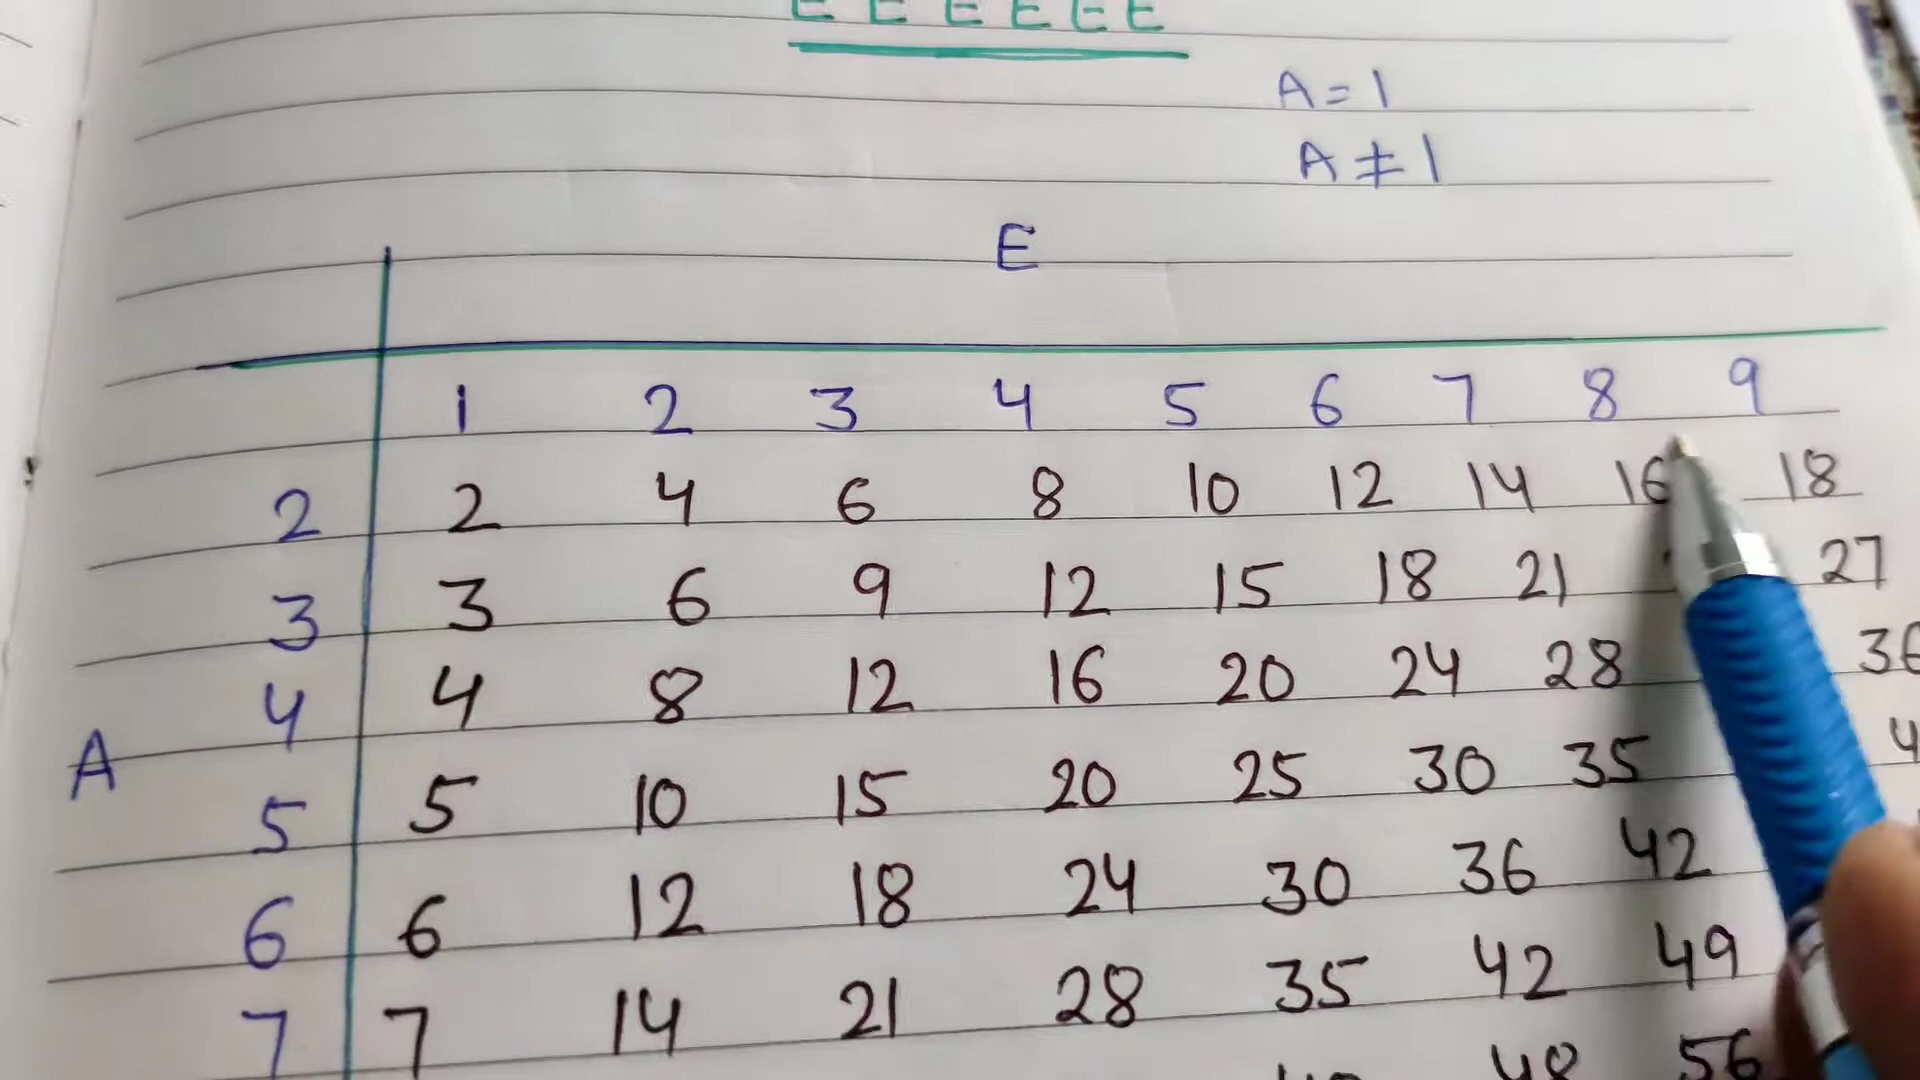 E E E E E E
A = 1
A ≠ 1
E
1 2 3 4 5 6 7 8 9
2 2 4 6 8 10 12 14 16 18
3 3 6 9 12 15 18 21 27
4 4 8 12 16 20 24 28 36
A
5 5 10 15 20 25 30 35 4
6 6 12 18 24 30 36 42
7 7 14 21 28 35 42 49
48 56